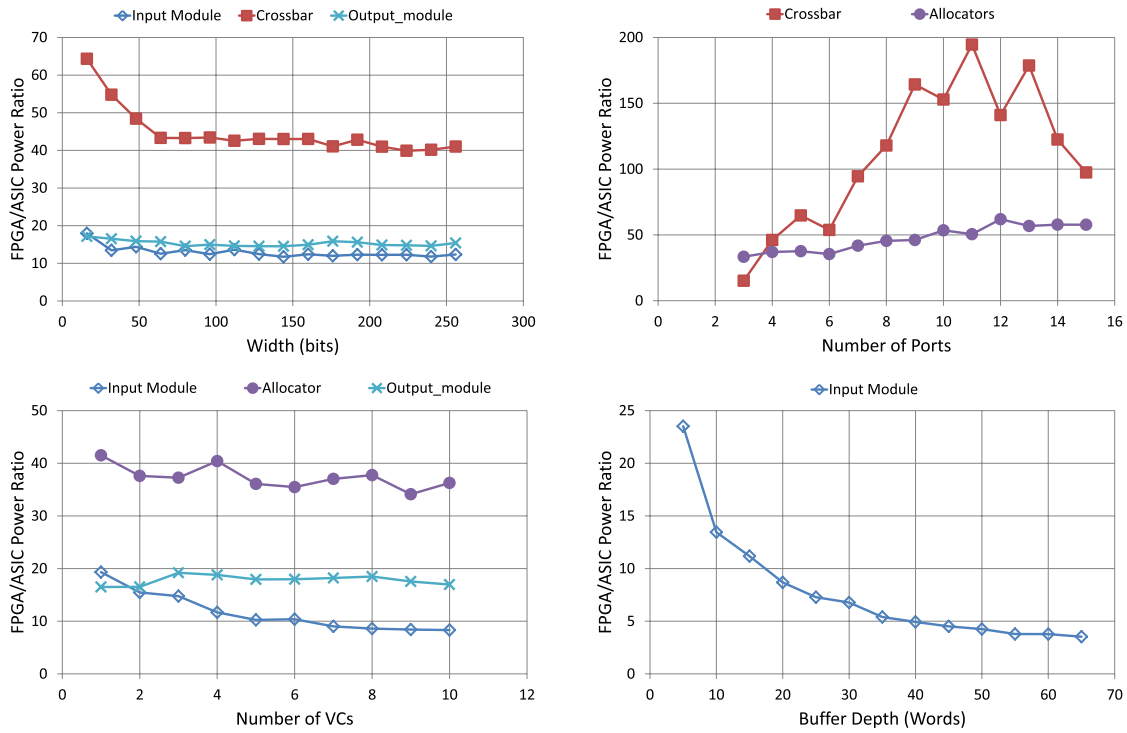 Input Module Crossbar Output_module
FPGA/ASIC Power Ratio
70
60
50
40
30
20
10
0
0 50 100 150 200 250 300
Width (bits)
Crossbar Allocators
FPGA/ASIC Power Ratio
200
150
100
50
0
0 2 4 6 8 10 12 14 16
Number of Ports
Input Module Allocator Output_module
FPGA/ASIC Power Ratio
50
40
30
20
10
0
0 2 4 6 8 10 12
Number of VCs
Input Module
FPGA/ASIC Power Ratio
25
20
15
10
5
0
0 10 20 30 40 50 60 70
Buffer Depth (Words)